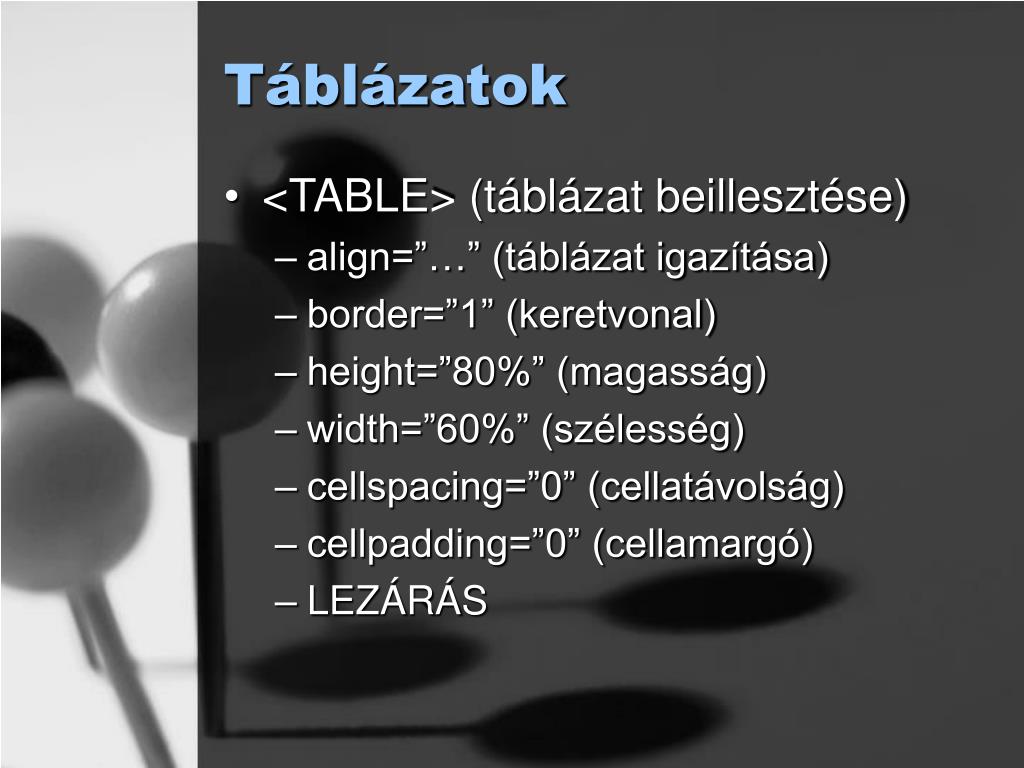 Táblázatok
• <TABLE> (táblázat beillesztése)
– align=”…” (táblázat igazítása)
– border=”1” (keretvonal)
– height=”80%” (magasság)
– width=”60%” (szélesség)
– cellspacing=”0” (cellatávolság)
– cellpadding=”0” (cellamargó)
– LEZÁRÁS